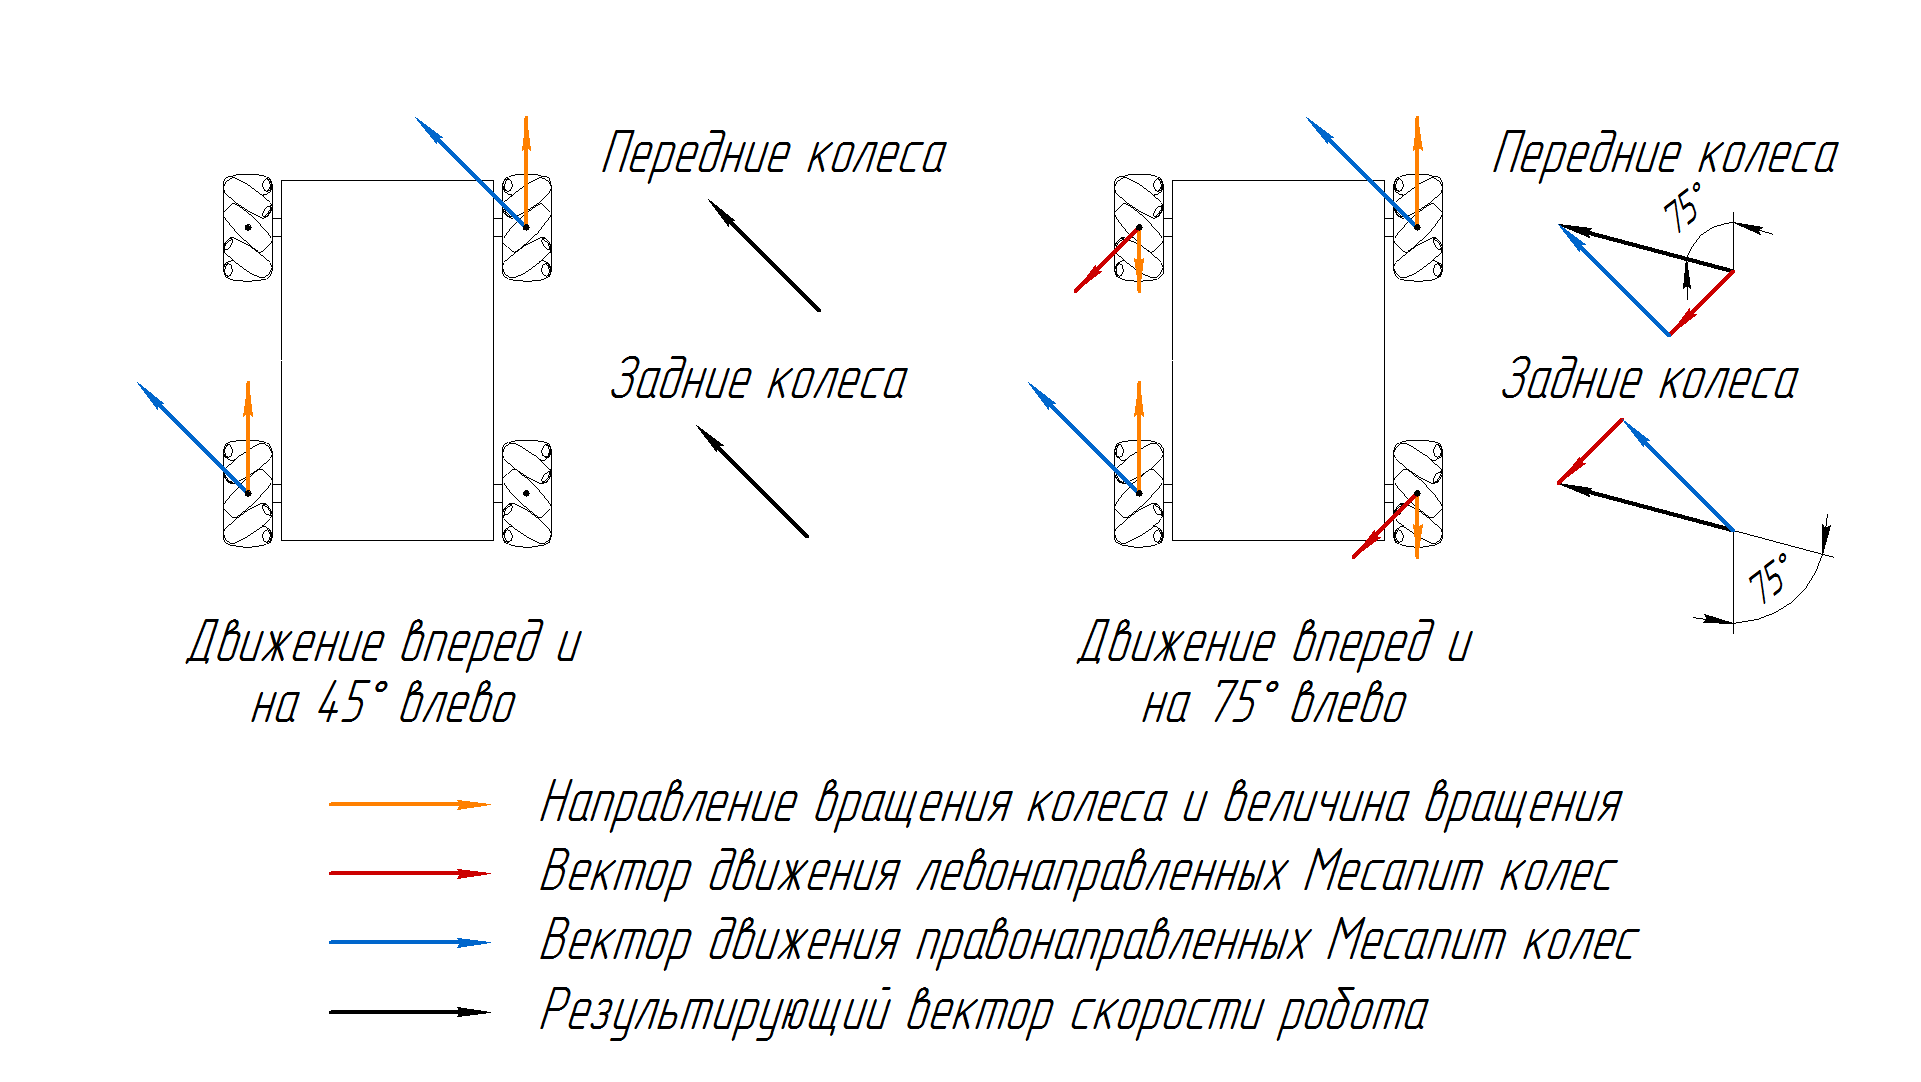 Передние колеса
Задние колеса
Движение вперед и
на 45° влево
Передние колеса
75°
Задние колеса
75°
Движение вперед и
на 75° влево
Направление вращения колеса и величина вращения
Вектор движения левонаправленных Mecanum колес
Вектор движения правонаправленных Mecanum колес
Результирующий вектор скорости робота